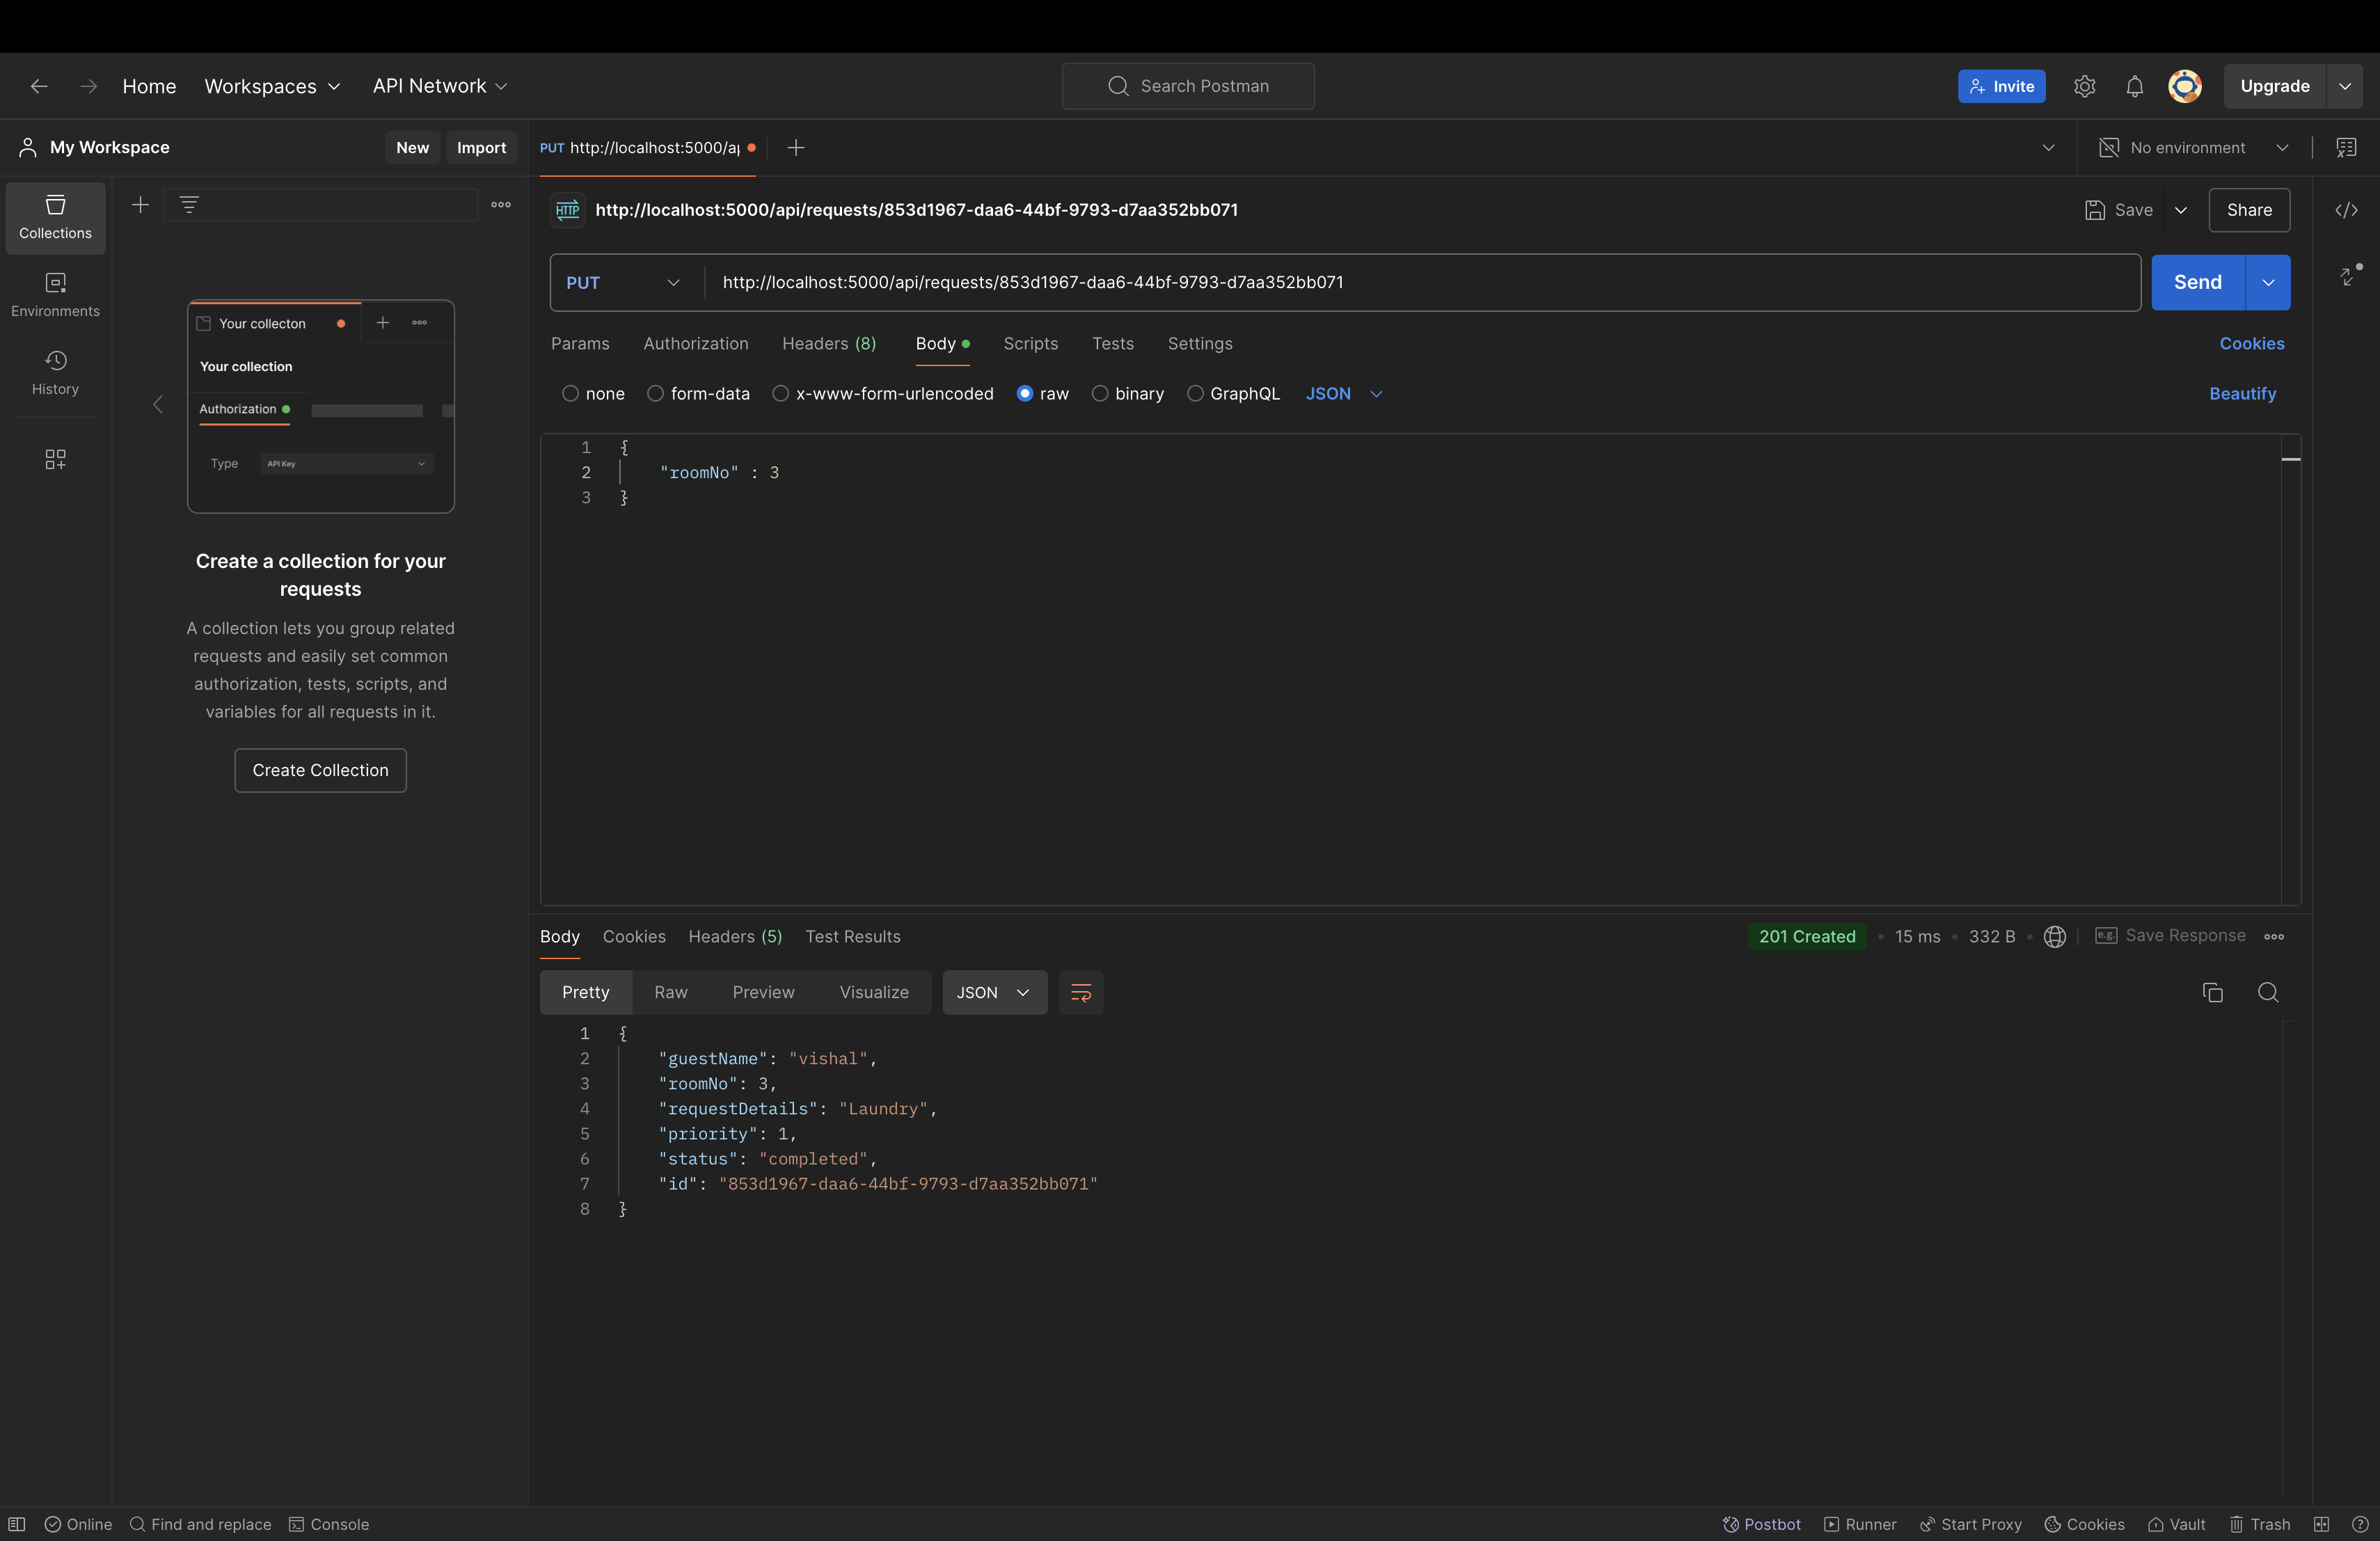 Home Workspaces API Network Search Postman Invite Upgrade
My Workspace New Import PUT http://localhost:5000/a No environment
Collections
Environments
History
Your collecton
Your collection
Authorization
Type API Key
Create a collection for your
requests
A collection lets you group related
requests and easily set common
authorization, tests, scripts, and
variables for all requests in it.
Create Collection
HTTP http://localhost:5000/api/requests/853d1967-daa6-44bf-9793-d7aa352bb071 Save Share
PUT http://localhost:5000/api/requests/853d1967-daa6-44bf-9793-d7aa352bb071 Send
Params Authorization Headers (8) Body Scripts Tests Settings Cookies
none form-data x-www-form-urlencoded raw binary GraphQL JSON Beautify
1 {
2 "roomNo" : 3
3 }
Body Cookies Headers (5) Test Results 201 Created 15 ms 332 B e.g. Save Response
Pretty Raw Preview Visualize JSON
1 {
2 "guestName": "vishal",
3 "roomNo": 3,
4 "requestDetails": "Laundry",
5 "priority": 1,
6 "status": "completed",
7 "id": "853d1967-daa6-44bf-9793-d7aa352bb071"
8 }
Online Find and replace Console Postbot Runner Start Proxy Cookies Vault Trash